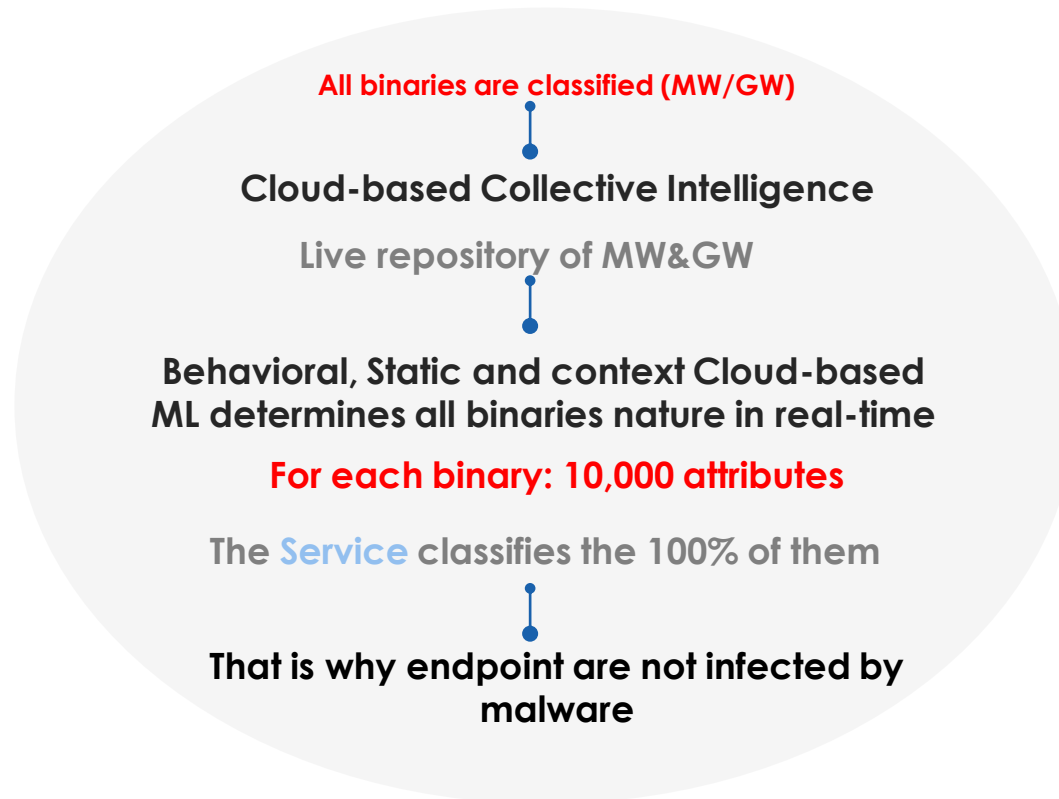 All binaries are classified (MW/GW)
Cloud-based Collective Intelligence
Live repository of MW&GW
Behavioral, Static and context Cloud-based
ML determines all binaries nature in real-time
For each binary: 10,000 attributes
The Service classifies the 100% of them
That is why endpoint are not infected by
malware